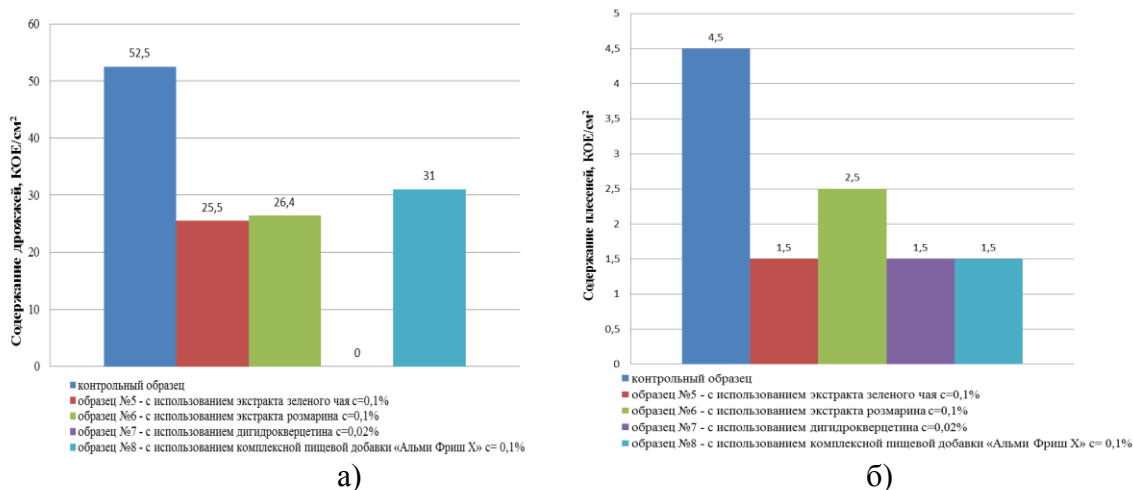 Содержание дрожжей, КОЕ/см²
60
50
40
30
20
10
0
52,5
25,5
26,4
0
31
контрольный образец
образец №5 - с использованием экстракта зеленого чая с=0,1%
образец №6 - с использованием экстракта розмарина с=0,1%
образец №7 - с использованием дигидрокверцетина с=0,02%
образец №8 - с использованием комплексной пищевой добавки «Альми Фриш Х» с= 0,1%
а)
Содержание плесеней, КОЕ/см²
5
4,5
4
3,5
3
2,5
2
1,5
1
0,5
0
4,5
1,5
2,5
1,5
1,5
контрольный образец
образец №5 - с использованием экстракта зеленого чая с=0,1%
образец №6 - с использованием экстракта розмарина с=0,1%
образец №7 - с использованием дигидрокверцетина с=0,02%
образец №8 - с использованием комплексной пищевой добавки «Альми Фриш Х» с= 0,1%
б)